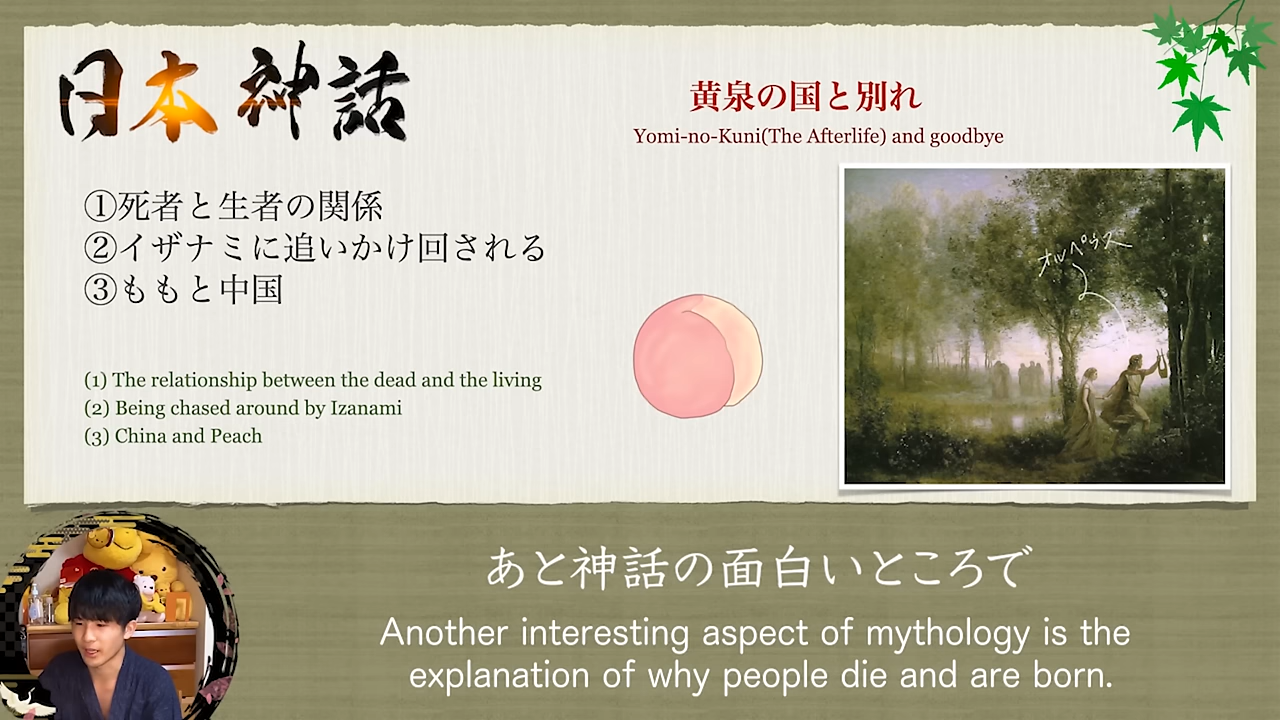 日本神話
黄泉の国と別れ
Yomi-no-Kuni(The Afterlife) and goodbye
①死者と生者の関係
②イザナミに追いかけ回される
③ももと中国
オルペウス
(1) The relationship between the dead and the living
(2) Being chased around by Izanami
(3) China and Peach
あと神話の面白いところで
Another interesting aspect of mythology is the
explanation of why people die and are born.